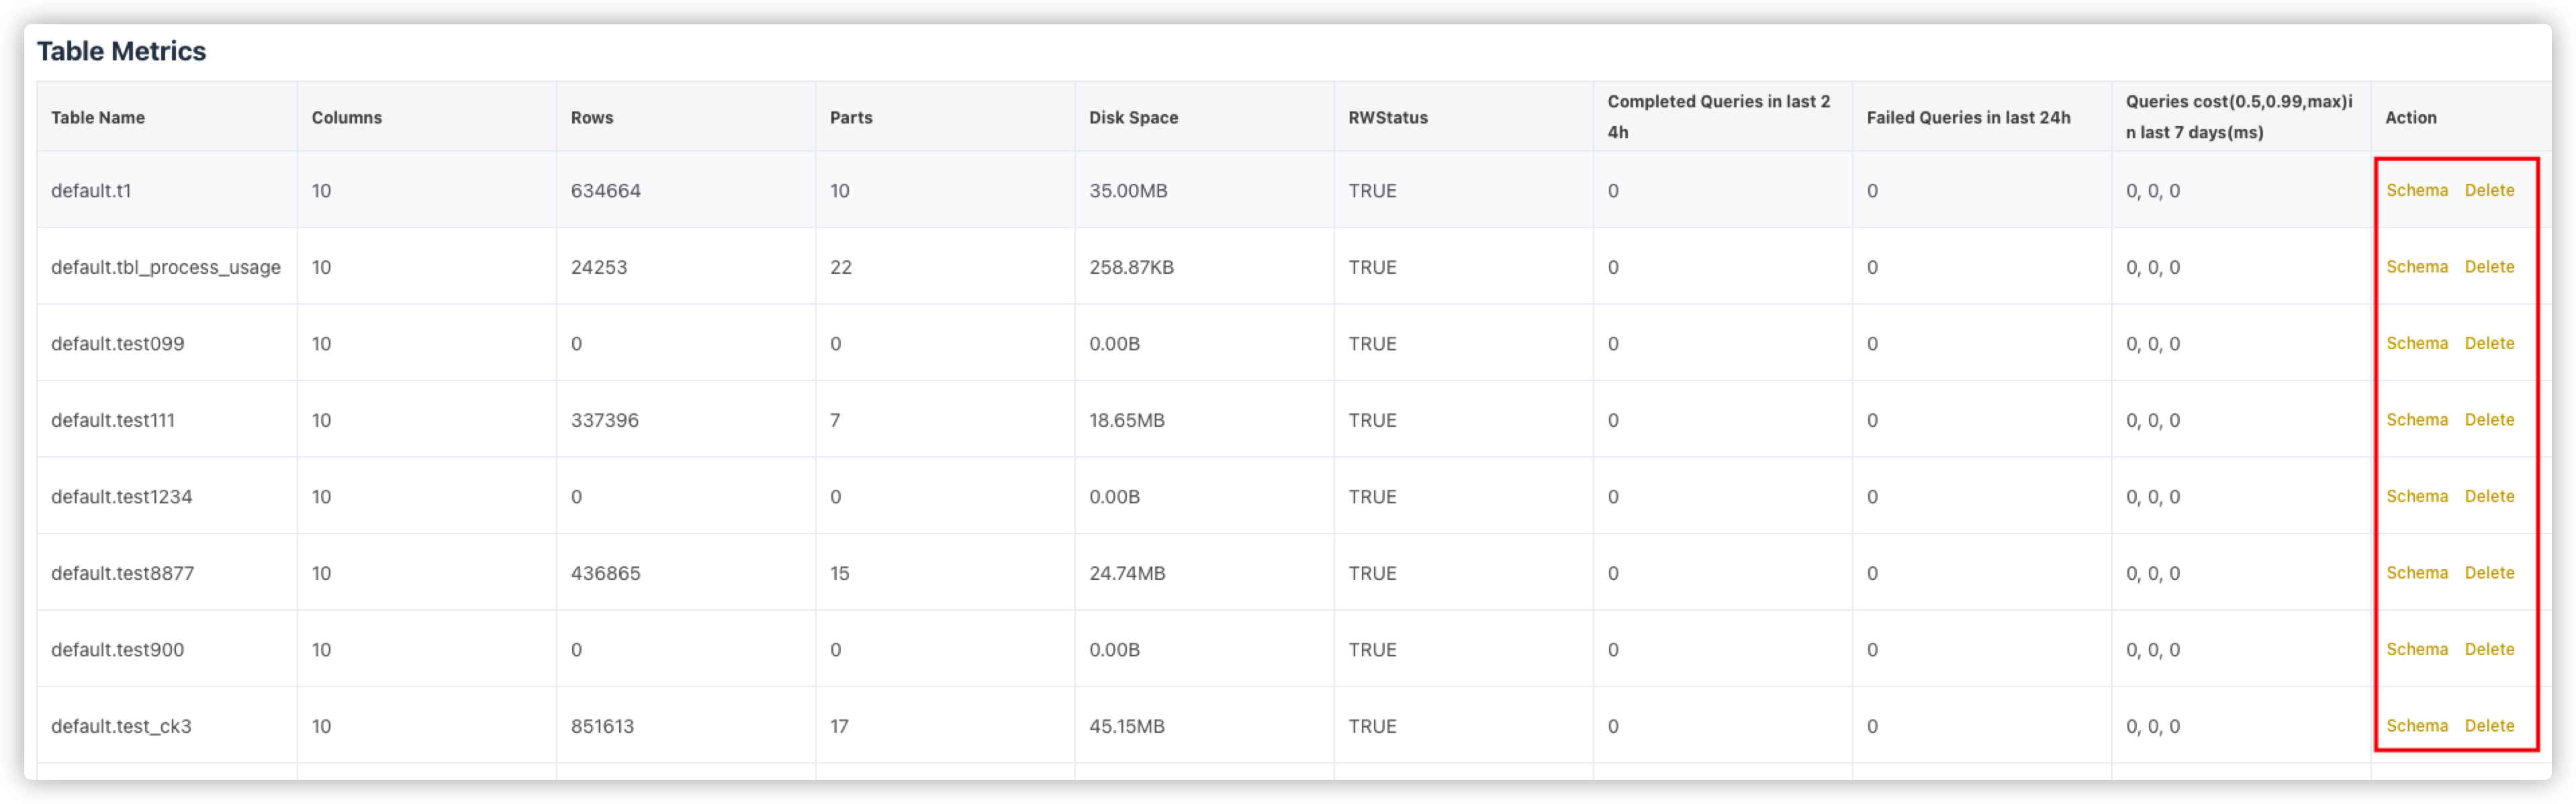 Table Metrics
Table Name Columns Rows Parts Disk Space RWStatus Completed Queries in last 2 Failed Queries in last 24h Queries cost(0.5,0.99,max)i Action
4h n last 7 days(ms)
default.t1 10 634664 10 35.00MB TRUE 0 0 0, 0, 0 Schema Delete
default.tbl_process_usage 10 24253 22 258.87KB TRUE 0 0 0, 0, 0 Schema Delete
default.test099 10 0 0 0.00B TRUE 0 0 0, 0, 0 Schema Delete
default.test111 10 337396 7 18.65MB TRUE 0 0 0, 0, 0 Schema Delete
default.test1234 10 0 0 0.00B TRUE 0 0 0, 0, 0 Schema Delete
default.test8877 10 436865 15 24.74MB TRUE 0 0 0, 0, 0 Schema Delete
default.test900 10 0 0 0.00B TRUE 0 0 0, 0, 0 Schema Delete
default.test_ck3 10 851613 17 45.15MB TRUE 0 0 0, 0, 0 Schema Delete